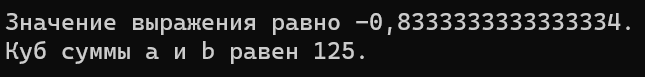 Значение выражения равно -0,8333333333333334.
Куб суммы a и b равен 125.